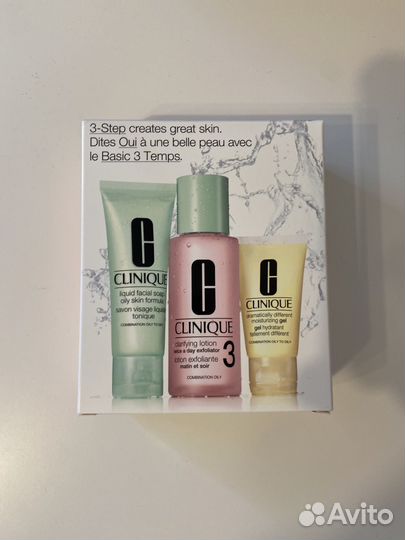 3-Step creates great skin.
Dites Oui à une belle peau avec
le Basic 3 Temps.
CLINIQUE
liquid facial soap
oily skin formula
savon visage liquide
tonique
COMBINATION OILY TO OILY
CLINIQUE
clarifying lotion
twice a day exfoliator
3
lotion exfoliante
matin et soir
COMBINATION OILY
CLINIQUE
dramatically different
moisturizing gel
gel hydratant
tellement différent
COMBINATION OILY TO OILY
Avito